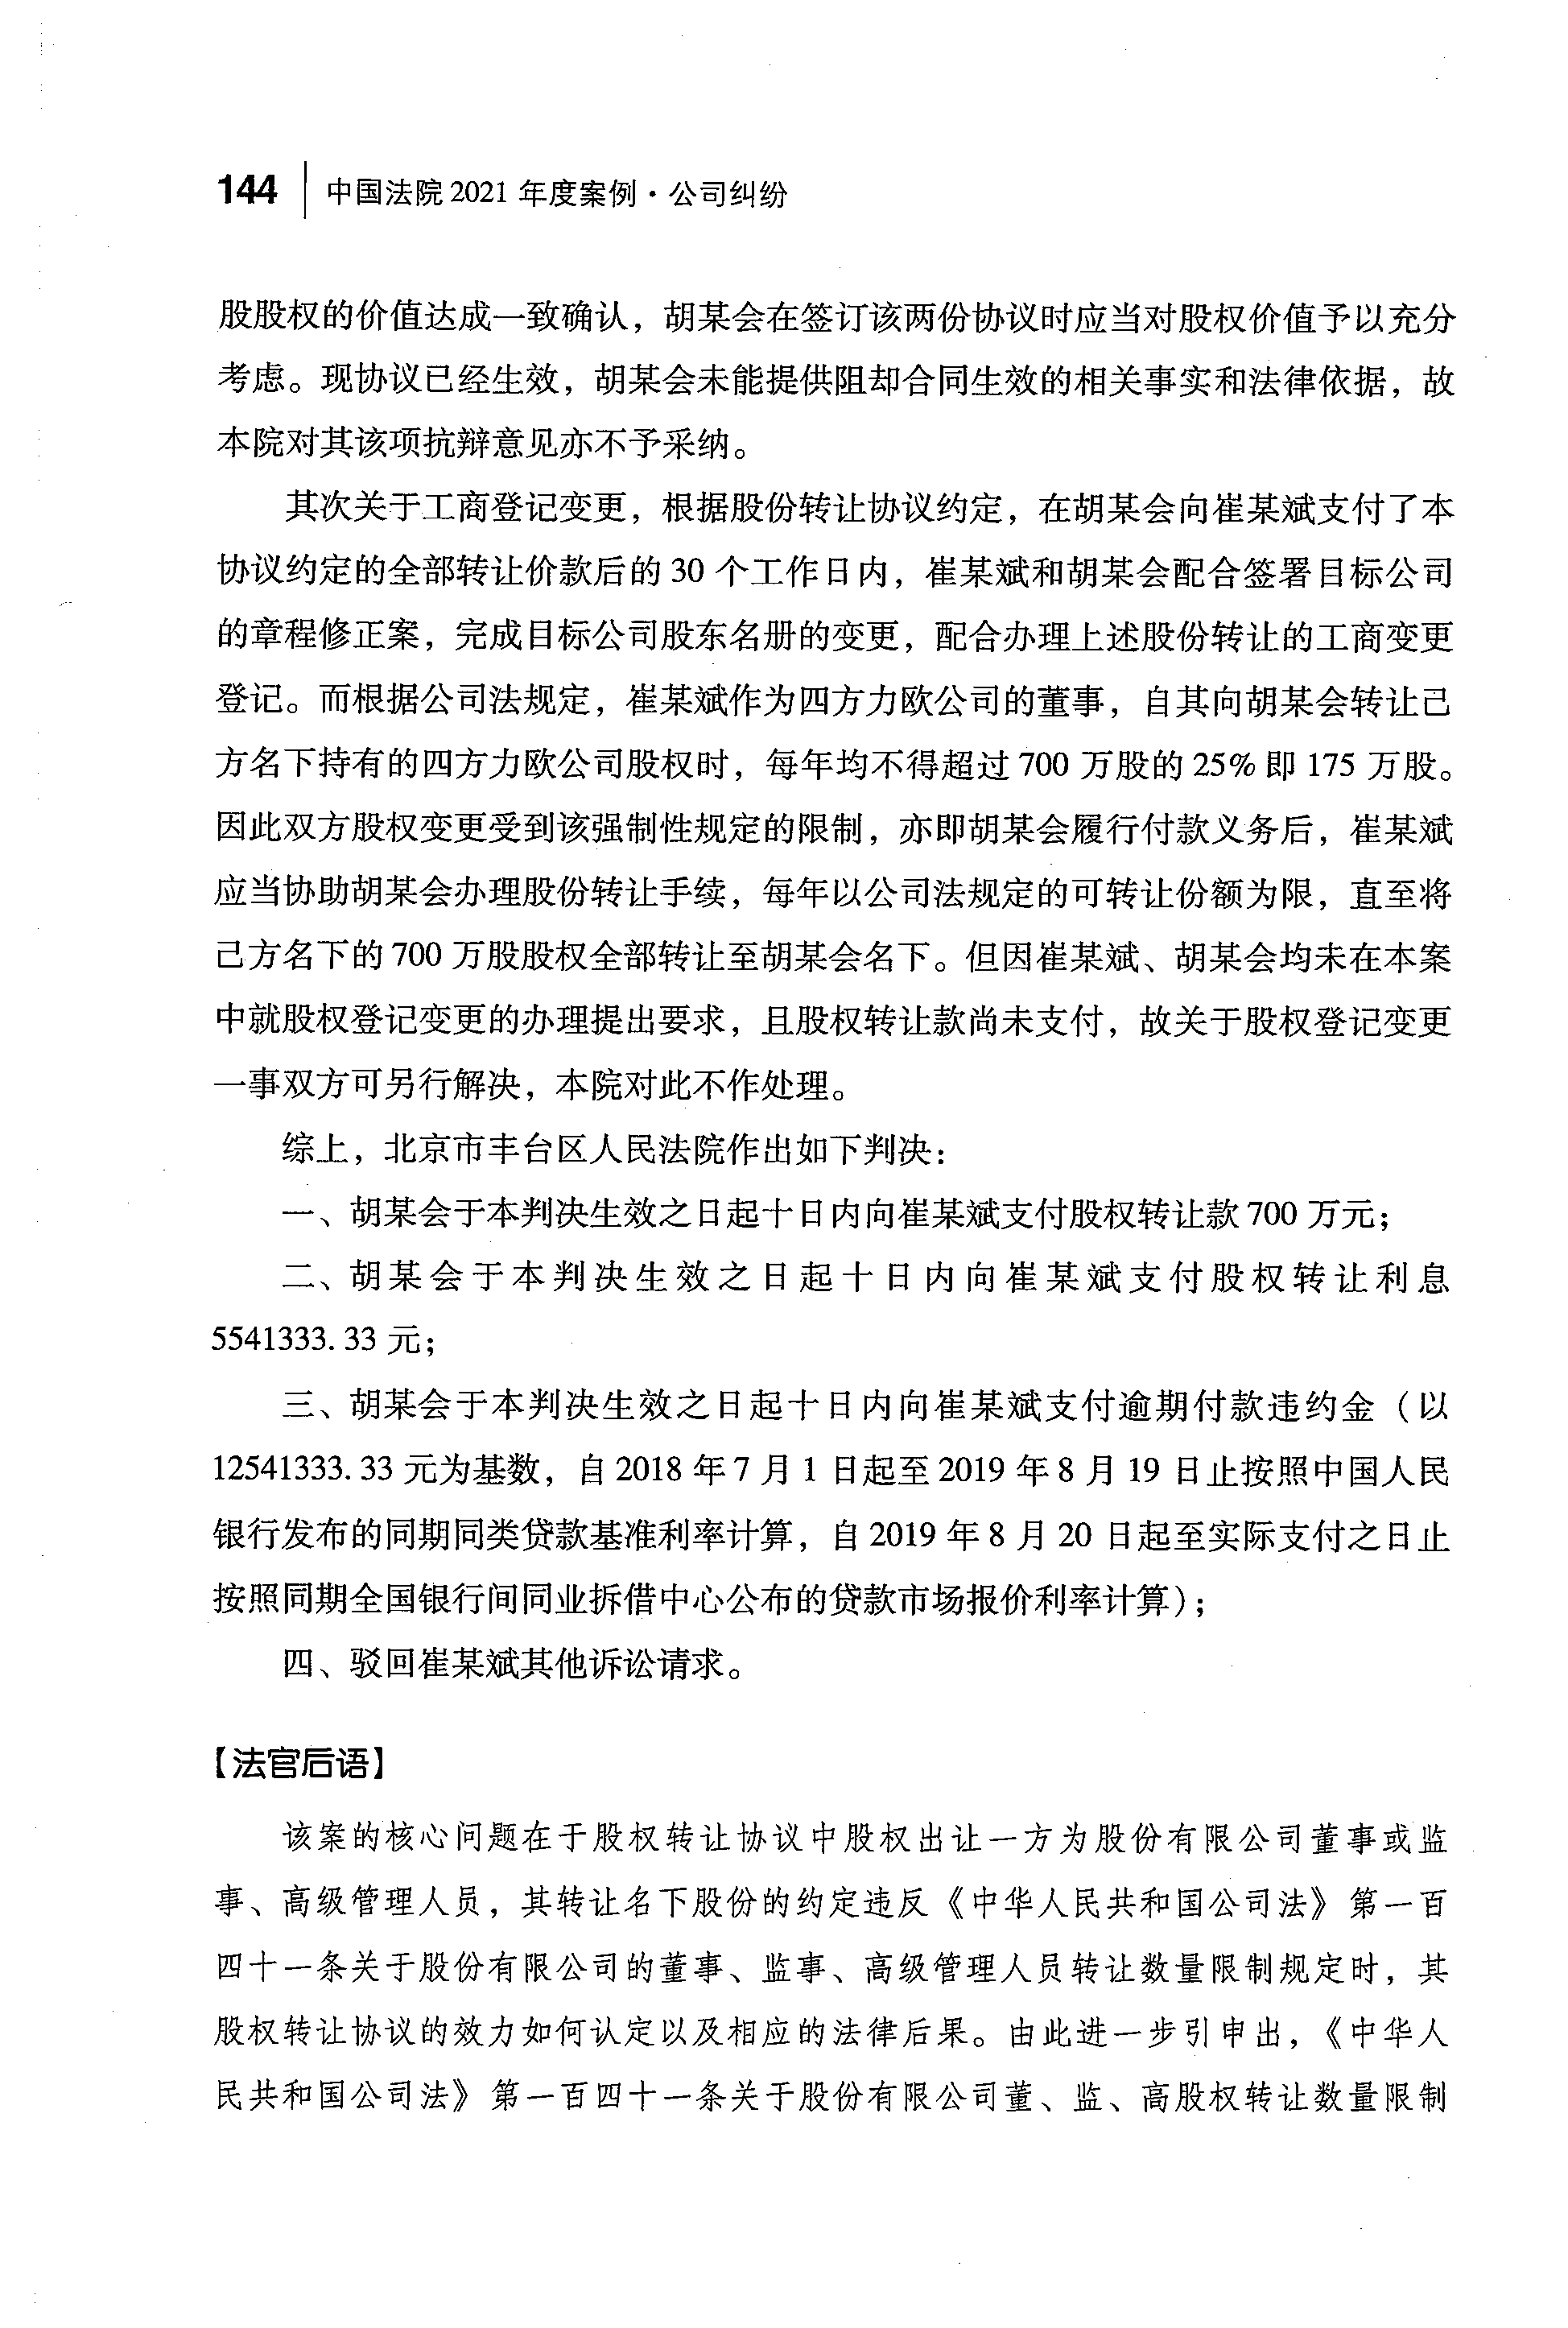 144 中国法院 2021 年度案例·公司纠纷
股股权的价值达成一致确认，胡某会在签订该两份协议时应当对股权价值予以充分
考虑。现协议已经生效，胡某会未能提供阻却合同生效的相关事实和法律依据，故
本院对其该项抗辩意见亦不予采纳。
其次关于工商登记变更，根据股份转让协议约定，在胡某会向崔某斌支付了本
协议约定的全部转让价款后的 30 个工作日内，崔某斌和胡某会配合签署目标公司
的章程修正案，完成目标公司股东名册的变更，配合办理上述股份转让的工商变更
登记。而根据公司法规定，崔某斌作为四方力欧公司的董事，自其向胡某会转让己
方名下持有的四方力欧公司股权时，每年均不得超过 700 万股的 25% 即 175 万股。
因此双方股权变更受到该强制性规定的限制，亦即胡某会履行付款义务后，崔某斌
应当协助胡某会办理股份转让手续，每年以公司法规定的可转让份额为限，直至将
己方名下的 700 万股股权全部转让至胡某会名下。但因崔某斌、胡某会均未在本案
中就股权登记变更的办理提出要求，且股权转让款尚未支付，故关于股权登记变更
一事双方可另行解决，本院对此不作处理。
综上，北京市丰台区人民法院作出如下判决：
一、胡某会于本判决生效之日起十日内向崔某斌支付股权转让款 700 万元；
二、胡某会于本判决生效之日起十日内向崔某斌支付股权转让利息
5541333.33 元；
三、胡某会于本判决生效之日起十日内向崔某斌支付逾期付款违约金（以
12541333.33 元为基数，自 2018 年 7 月 1 日起至 2019 年 8 月 19 日止按照中国人民
银行发布的同期同类贷款基准利率计算，自 2019 年 8 月 20 日起至实际支付之日止
按照同期全国银行间同业拆借中心公布的贷款市场报价利率计算）；
四、驳回崔某斌其他诉讼请求。
【法官后语】
该案的核心问题在于股权转让协议中股权出让一方为股份有限公司董事或监
事、高级管理人员，其转让名下股份的约定违反《中华人民共和国公司法》第一百
四十一条关于股份有限公司的董事、监事、高级管理人员转让数量限制规定时，其
股权转让协议的效力如何认定以及相应的法律后果。由此进一步引申出，《中华人
民共和国公司法》第一百四十一条关于股份有限公司董、监、高股权转让数量限制